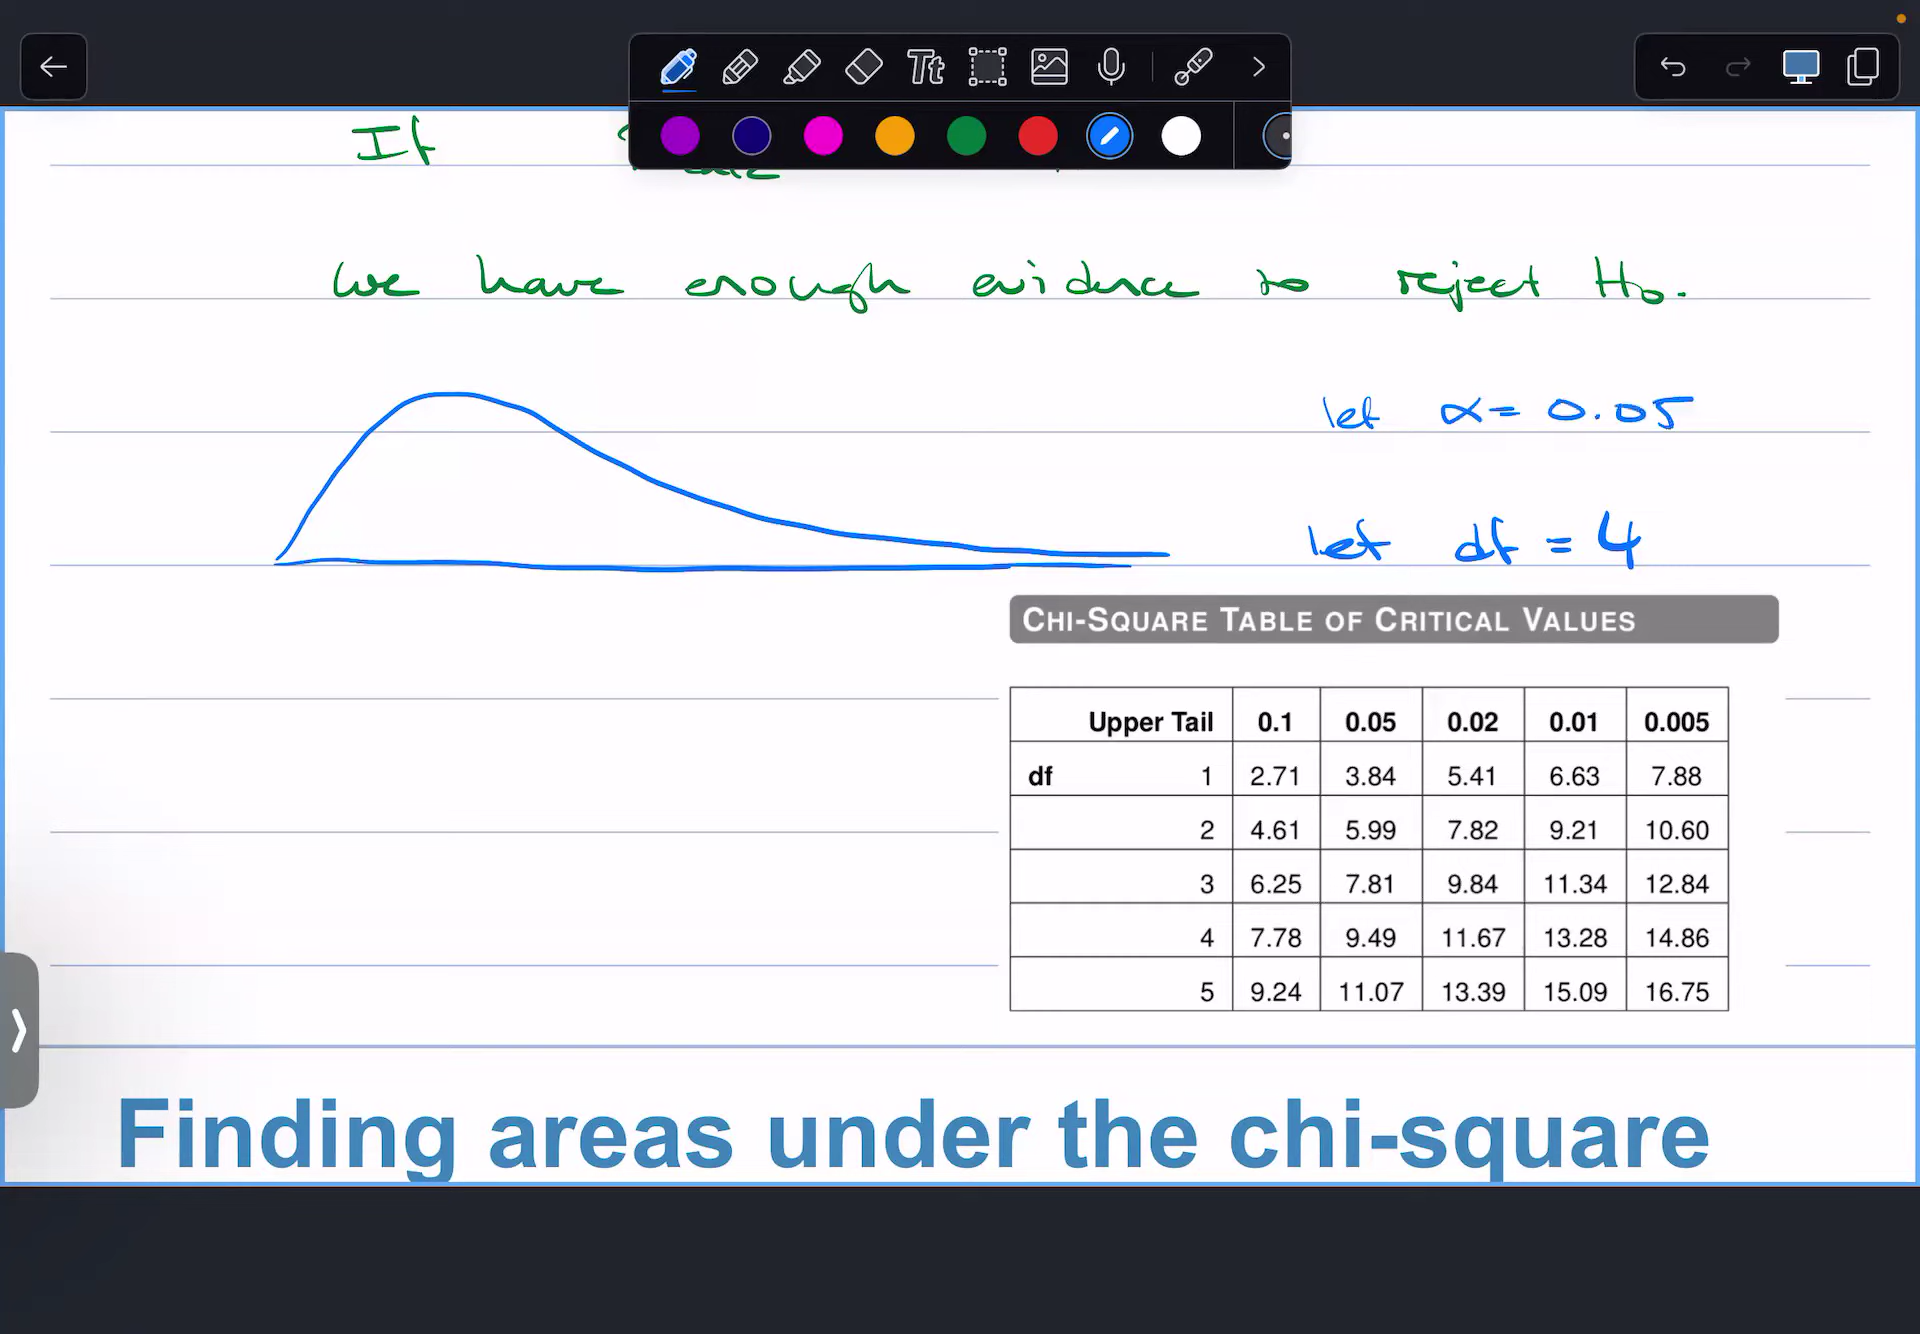 Tt
If
we have enough evidence to reject Ho.
let α = 0.05
let df = 4
CHI-SQUARE TABLE OF CRITICAL VALUES
Upper Tail 0.1 0.05 0.02 0.01 0.005
df 1 2.71 3.84 5.41 6.63 7.88
2 4.61 5.99 7.82 9.21 10.60
3 6.25 7.81 9.84 11.34 12.84
4 7.78 9.49 11.67 13.28 14.86
5 9.24 11.07 13.39 15.09 16.75
Finding areas under the chi-square